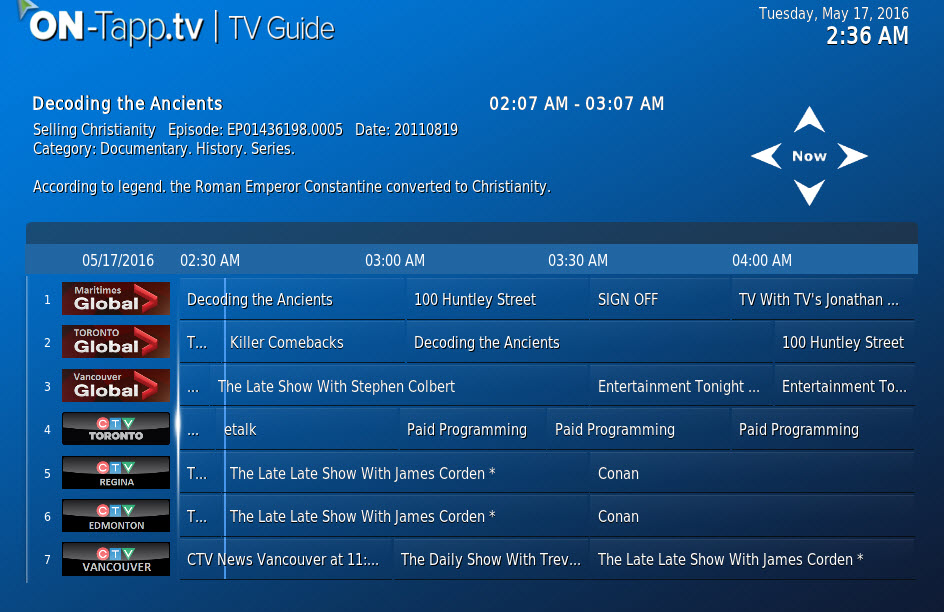 ON-Tapp.tv | TV Guide
Tuesday, May 17, 2016
2:36 AM
Decoding the Ancients 02:07 AM - 03:07 AM
Selling Christianity Episode: EP01436198.0005 Date: 20110819
Category: Documentary. History. Series.
Now
According to legend. the Roman Emperor Constantine converted to Christianity.
05/17/2016 02:30 AM 03:00 AM 03:30 AM 04:00 AM
1 Maritimes Global Decoding the Ancients 100 Huntley Street SIGN OFF TV With TV's Jonathan ...
2 TORONTO Global T... Killer Comebacks Decoding the Ancients 100 Huntley Street
3 Vancouver Global ... The Late Show With Stephen Colbert Entertainment Tonight ... Entertainment To...
4 CTV TORONTO ... etalk Paid Programming Paid Programming Paid Programming
5 CTV REGINA T... The Late Late Show With James Corden * Conan
6 CTV EDMONTON T... The Late Late Show With James Corden * Conan
7 CTV VANCOUVER CTV News Vancouver at 11:... The Daily Show With Trev... The Late Late Show With James Corden *